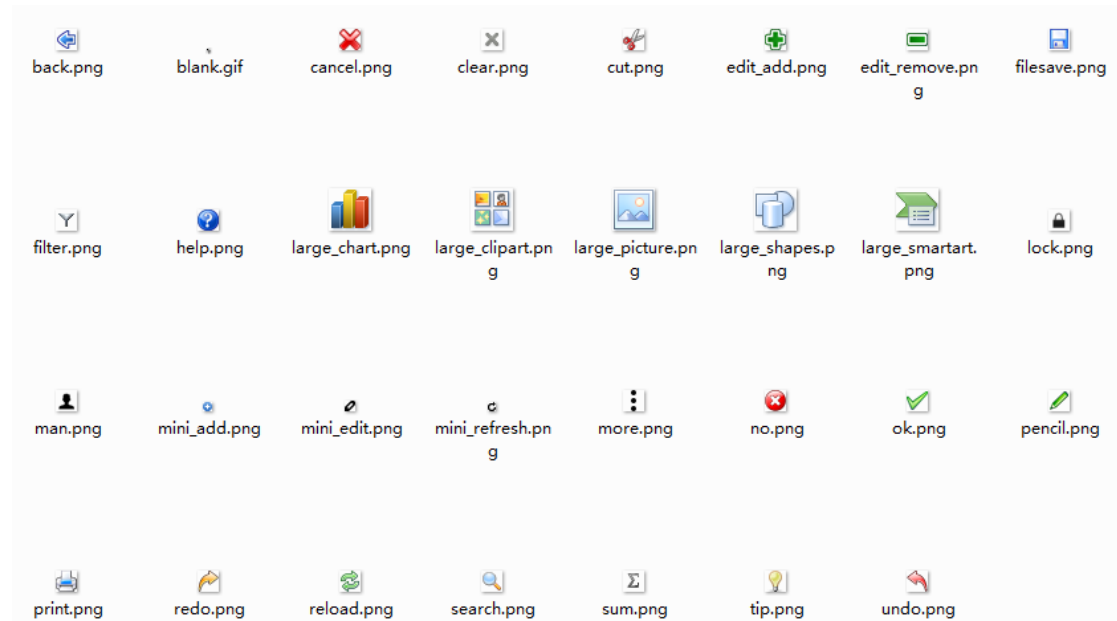 back.png
blank.gif
cancel.png
clear.png
cut.png
edit_add.png
edit_remove.pn
g
filesave.png
filter.png
help.png
large_chart.png
large_clipart.pn
g
large_picture.pn
g
large_shapes.p
ng
large_smartart.
png
lock.png
man.png
mini_add.png
mini_edit.png
mini_refresh.pn
g
more.png
no.png
ok.png
pencil.png
print.png
redo.png
reload.png
search.png
sum.png
tip.png
undo.png